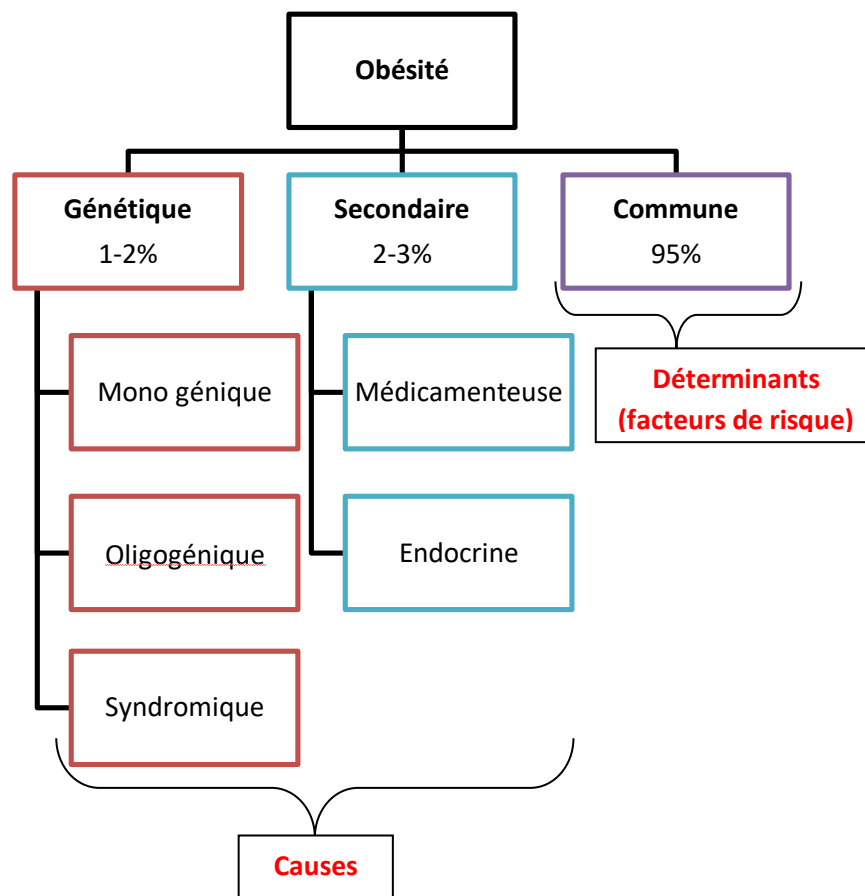 Obésité
Génétique
1-2%
Secondaire
2-3%
Commune
95%
Mono génique
Médicamenteuse
Déterminants
(facteurs de risque)
Oligogénique
Endocrine
Syndromique
Causes